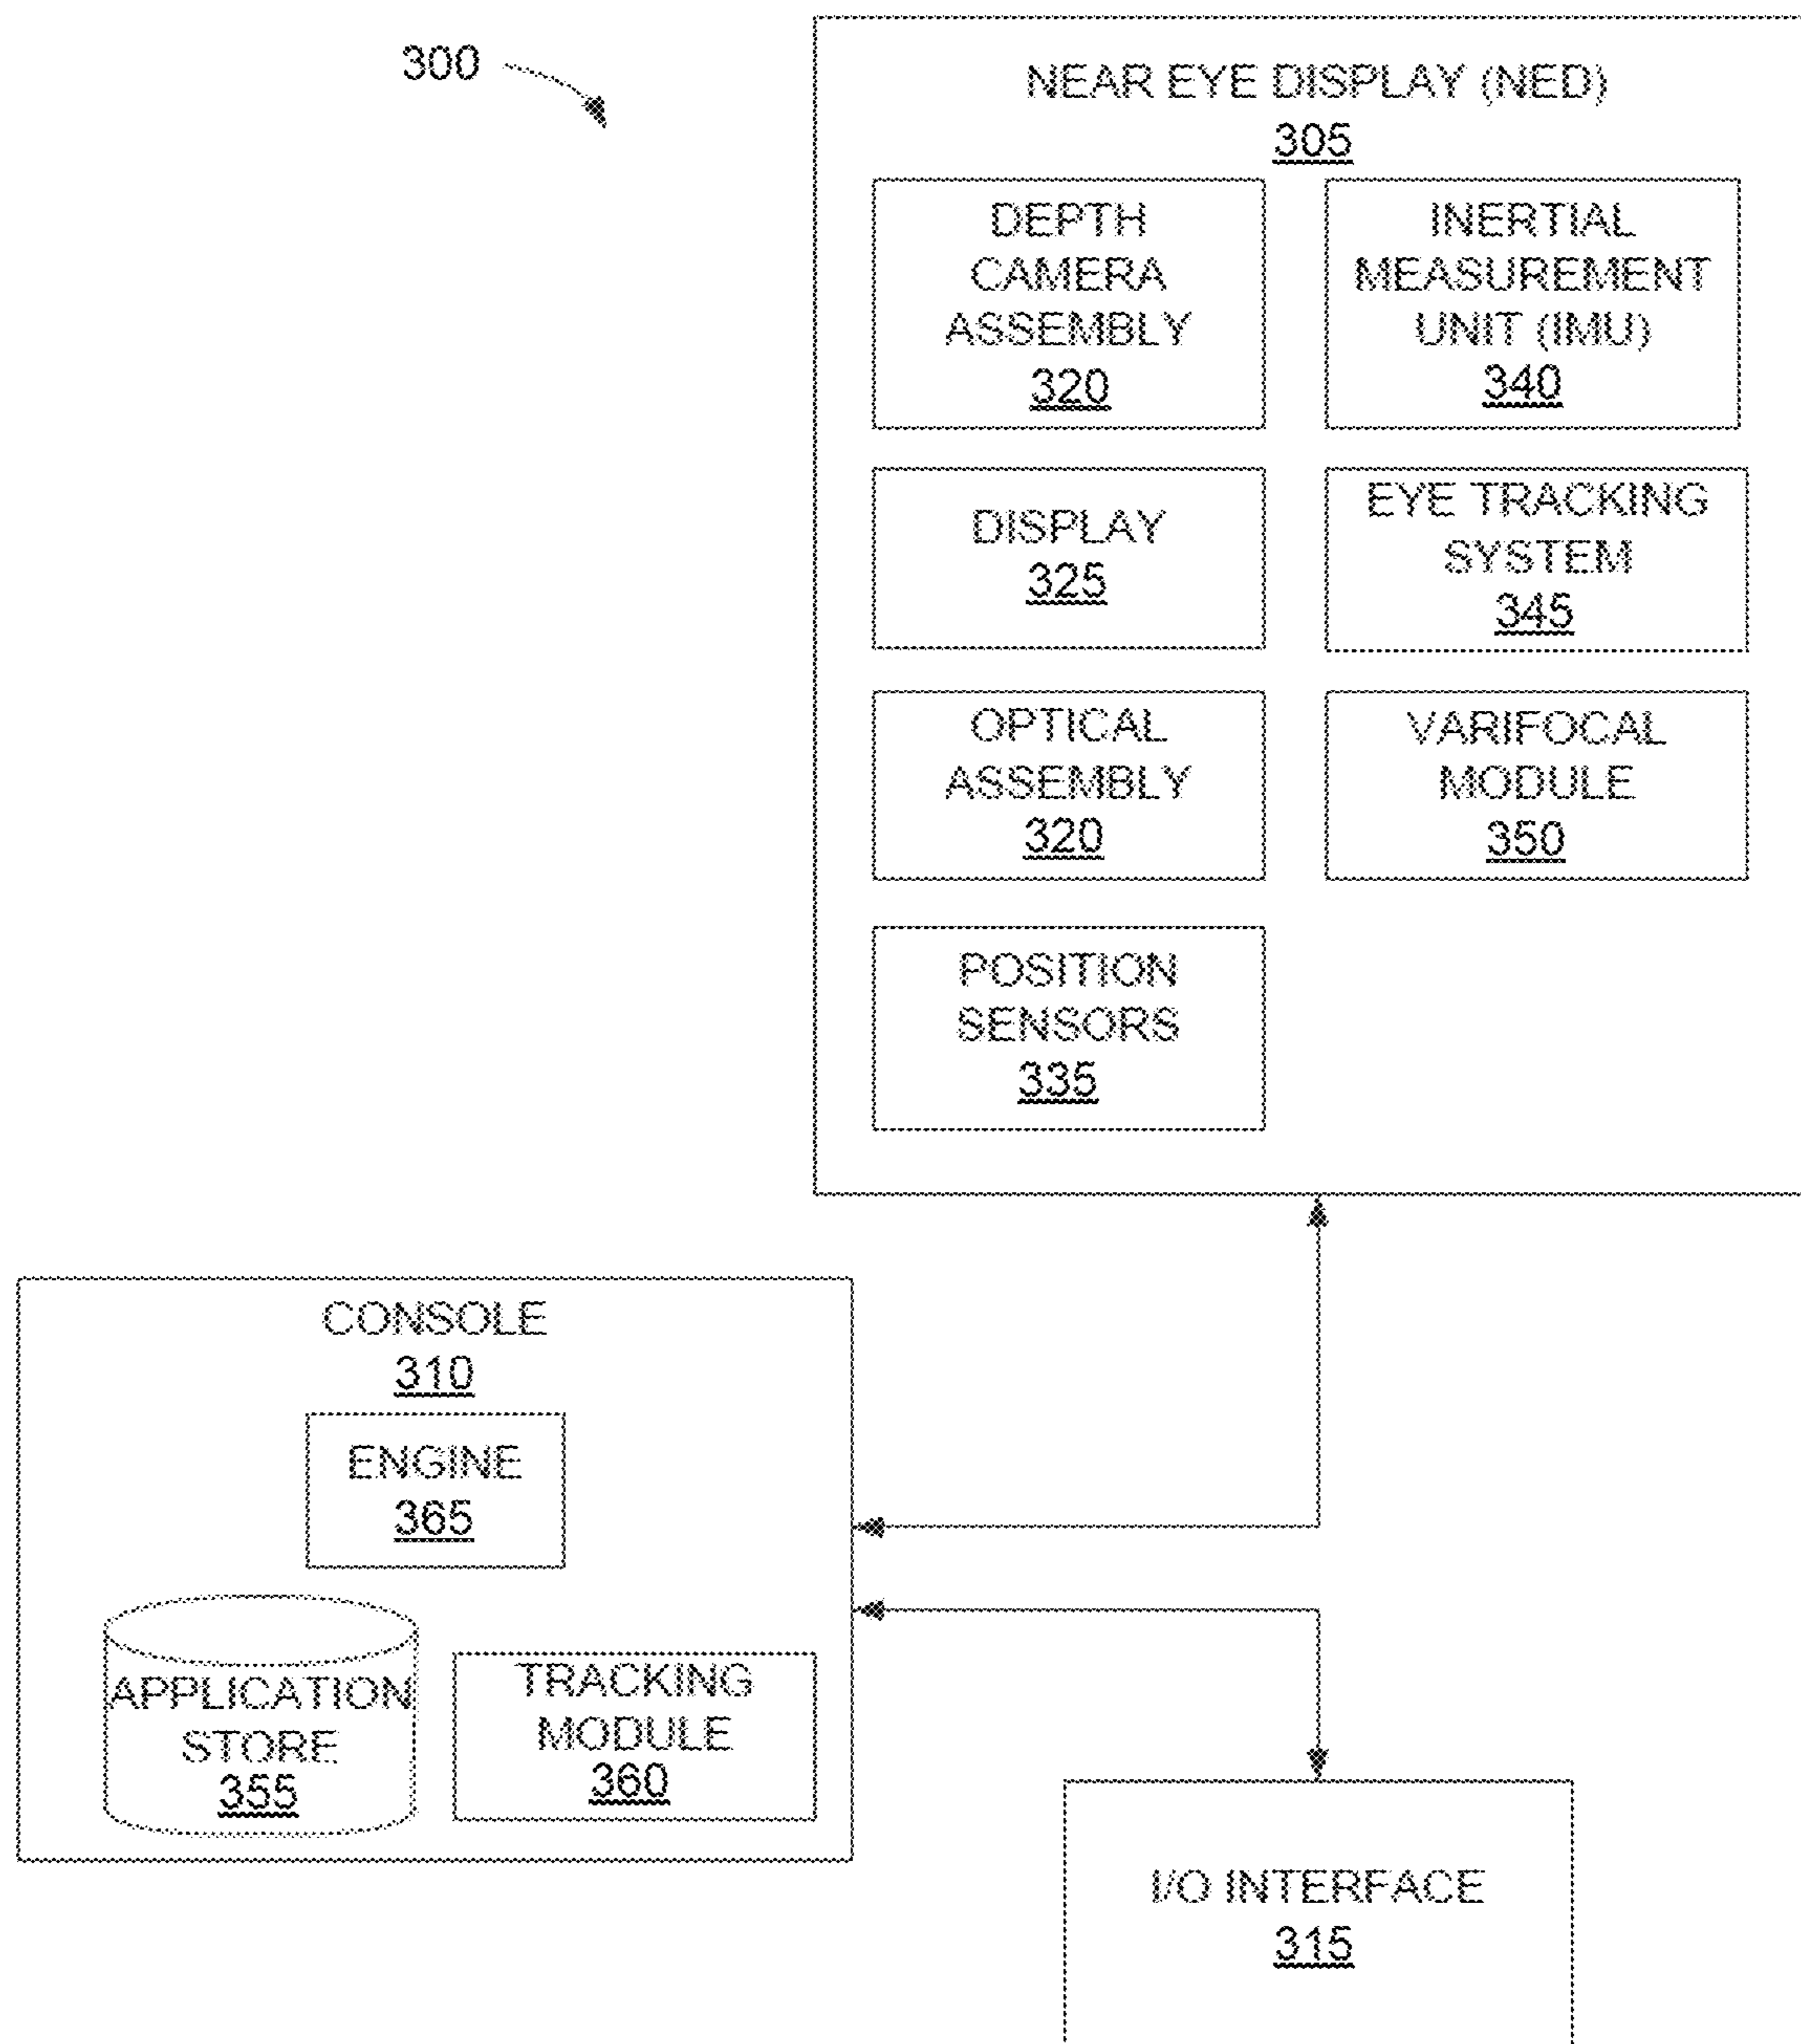 300
NEAR EYE DISPLAY (NED)
305
DEPTH
CAMERA
ASSEMBLY
320
INERTIAL
MEASUREMENT
UNIT (IMU)
340
DISPLAY
325
EYE TRACKING
SYSTEM
345
OPTICAL
ASSEMBLY
320
VARIFOCAL
MODULE
350
POSITION
SENSORS
335
CONSOLE
310
ENGINE
365
APPLICATION
STORE
355
TRACKING
MODULE
360
I/O INTERFACE
315